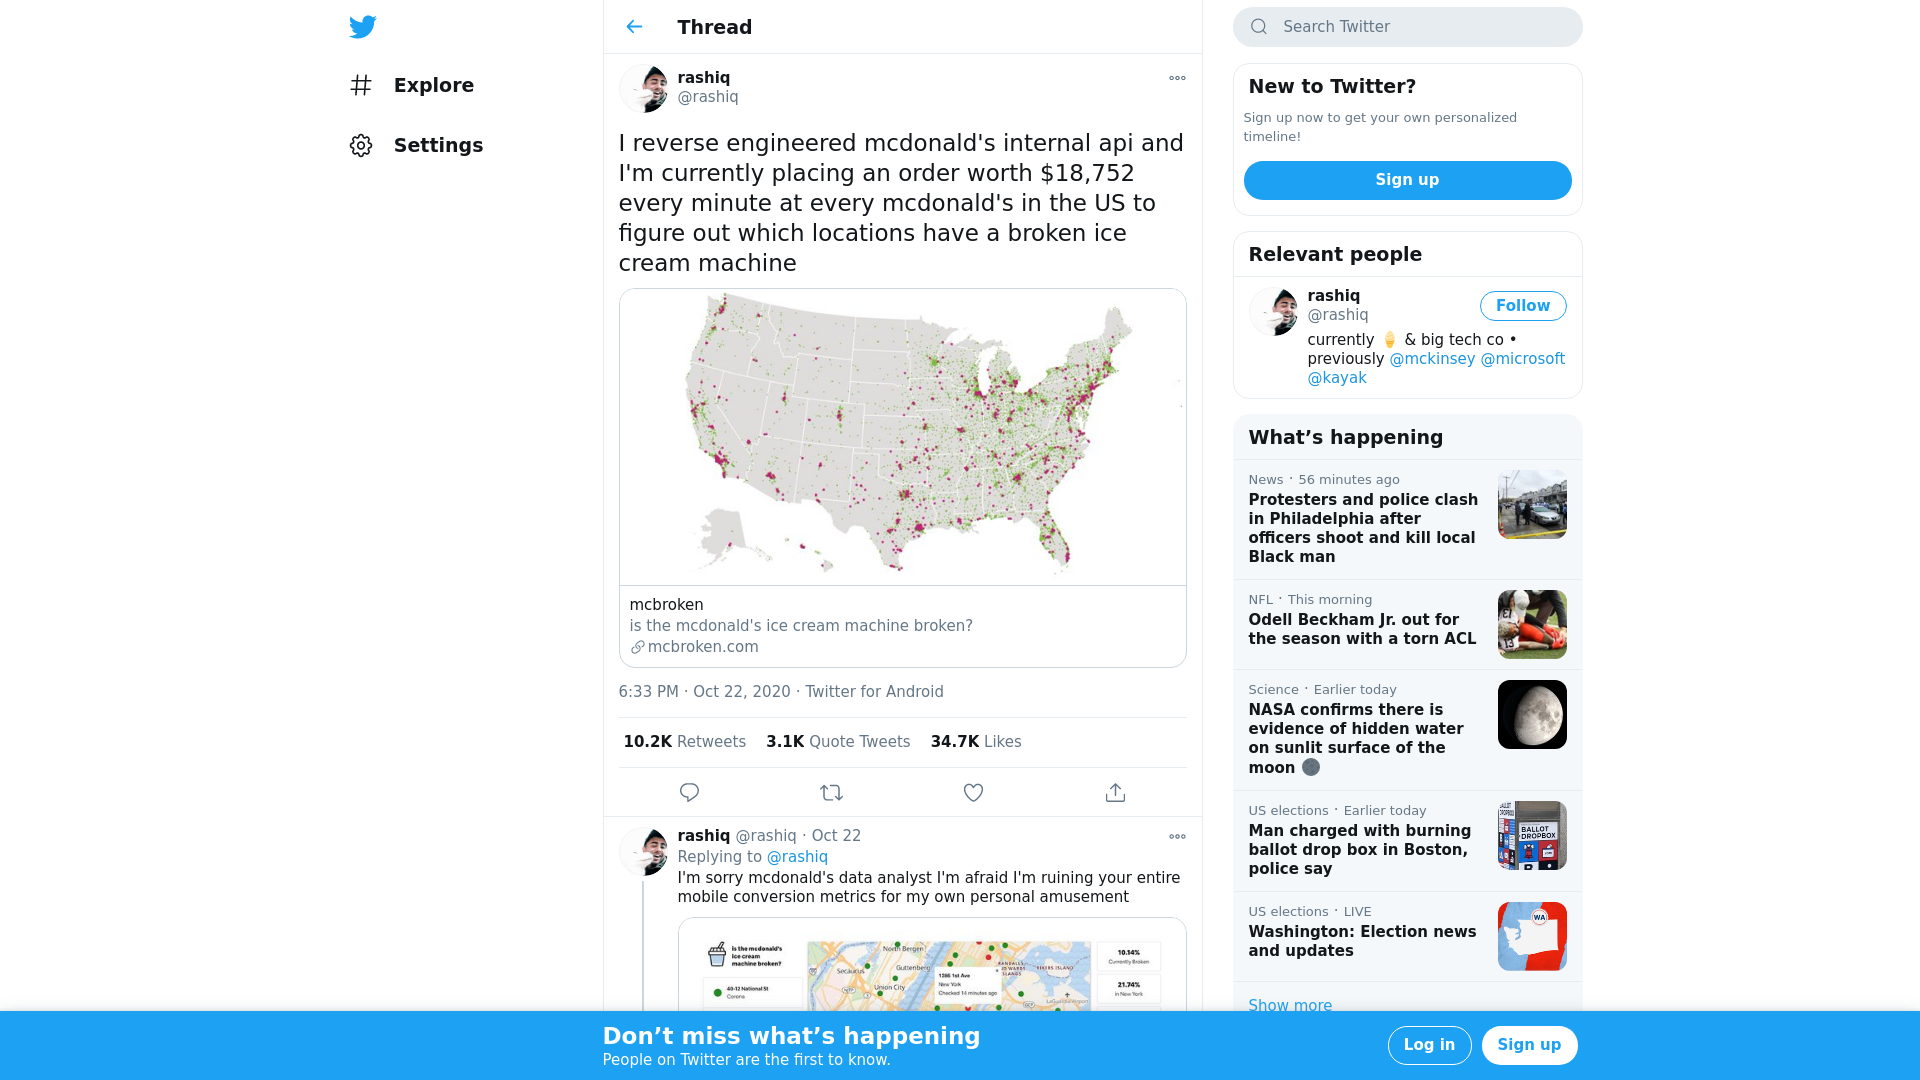 Explore
Settings
Thread
rashiq
@rashiq
I reverse engineered mcdonald's internal api and
I'm currently placing an order worth $18,752
every minute at every mcdonald's in the US to
figure out which locations have a broken ice
cream machine
mcbroken
is the mcdonald's ice cream machine broken?
mcbroken.com
6:33 PM · Oct 22, 2020 · Twitter for Android
10.2K Retweets 3.1K Quote Tweets 34.7K Likes
rashiq @rashiq · Oct 22
Replying to @rashiq
I'm sorry mcdonald's data analyst I'm afraid I'm ruining your entire
mobile conversion metrics for my own personal amusement
is the mcdonald's
ice cream
machine broken?
40-12 National St
Corona
North Bergen
Secaucus
Guttenberg
Union City
1286 1st Ave
New York
Checked 14 minutes ago
RIKERS ISLAND
LaGuardia Airport
10.14%
Currently Broken
21.74%
in New York
Search Twitter
New to Twitter?
Sign up now to get your own personalized
timeline!
Sign up
Relevant people
rashiq
@rashiq
Follow
currently 🍦 & big tech co •
previously @mckinsey @microsoft
@kayak
What's happening
News · 56 minutes ago
Protesters and police clash
in Philadelphia after
officers shoot and kill local
Black man
NFL · This morning
Odell Beckham Jr. out for
the season with a torn ACL
Science · Earlier today
NASA confirms there is
evidence of hidden water
on sunlit surface of the
moon 🌑
US elections · Earlier today
Man charged with burning
ballot drop box in Boston,
police say
BALLOT
DROPBOX
US elections · LIVE
Washington: Election news
and updates
WA
Show more
Don't miss what's happening
People on Twitter are the first to know.
Log in
Sign up